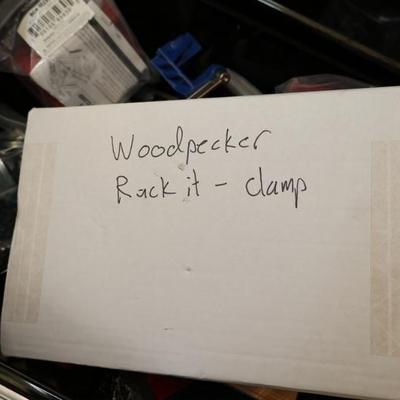 Woodpecker
Rack it - clamp